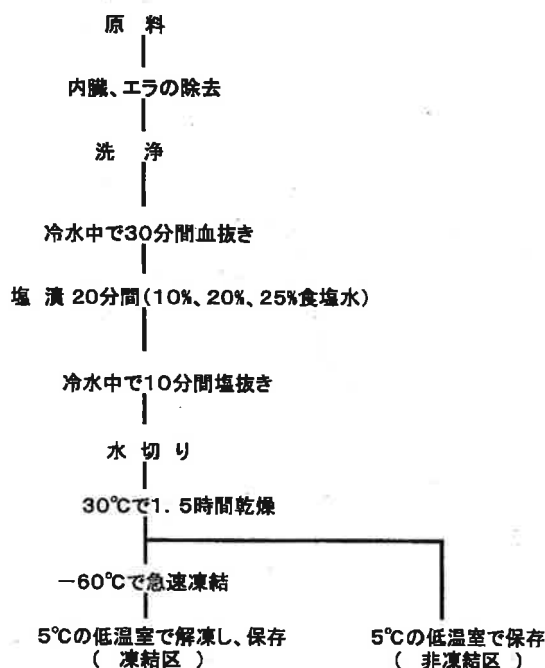 原 料
内臓、エラの除去
洗 浄
冷水中で30分間血抜き
塩 漬 20分間(10%、20%、25%食塩水)
冷水中で10分間塩抜き
水 切 り
30℃で1.5時間乾燥
－60℃で急速凍結
5℃の低温室で解凍し、保存
( 凍結区 )
5℃の低温室で保存
( 非凍結区 )